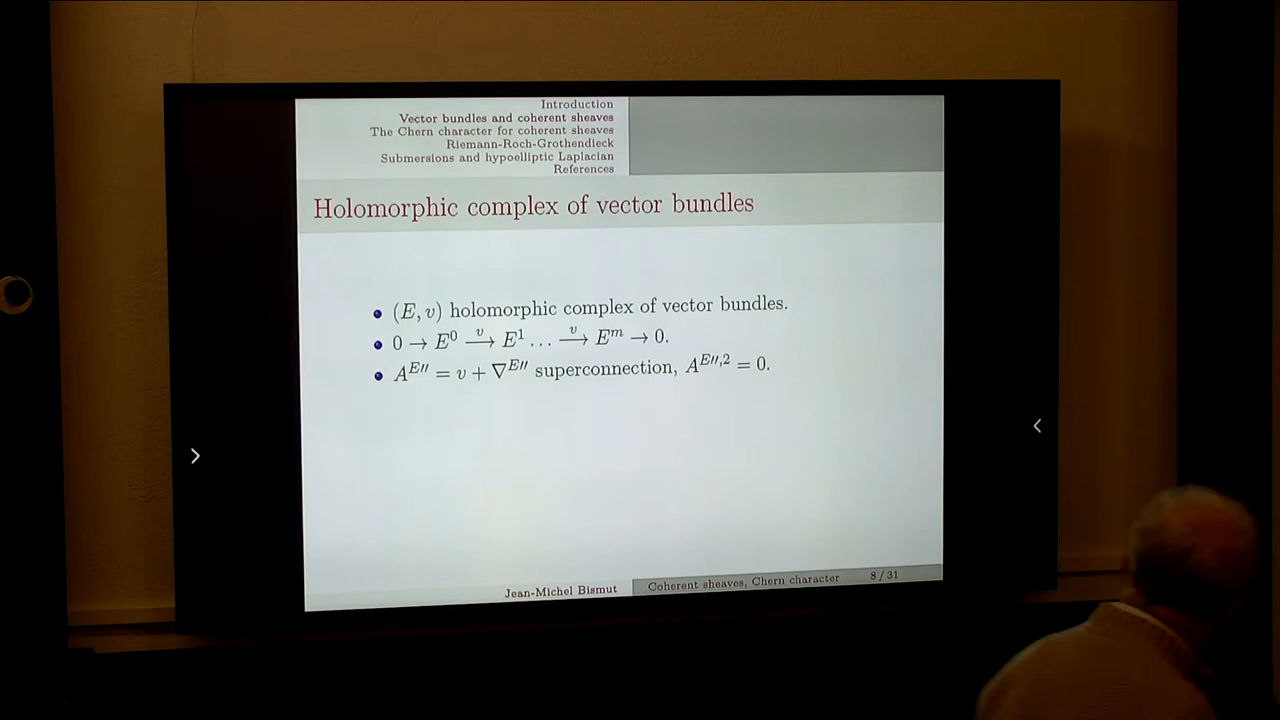 Introduction
Vector bundles and coherent sheaves
The Chern character for coherent sheaves
Riemann-Roch-Grothendieck
Submersions and hypoelliptic Laplacian
References
Holomorphic complex of vector bundles
• (E, v) holomorphic complex of vector bundles.
• 0 → E⁰ →ᵛ E¹ … →ᵛ Eᵐ → 0.
• A^{E′′} = v + ∇^{E′′} superconnection, A^{E′′,2} = 0.
Jean-Michel Bismut Coherent sheaves, Chern character 8 / 31